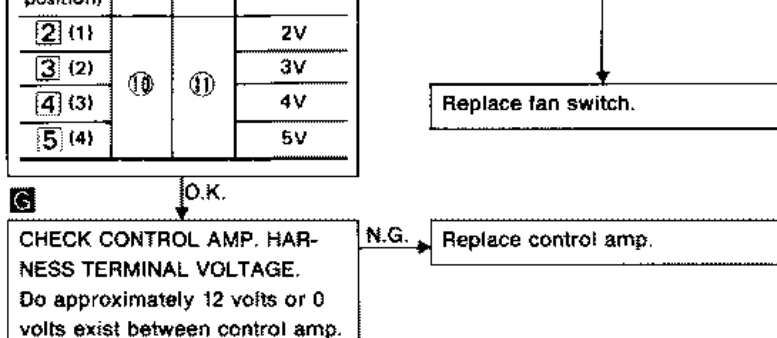 position)
2 (1) 2V
3 (2) 3V
10 11
4 (3) 4V
5 (4) 5V
Replace fan switch.
G
O.K.
CHECK CONTROL AMP. HAR-
NESS TERMINAL VOLTAGE.
Do approximately 12 volts or 0
volts exist between control amp.
N.G.
Replace control amp.